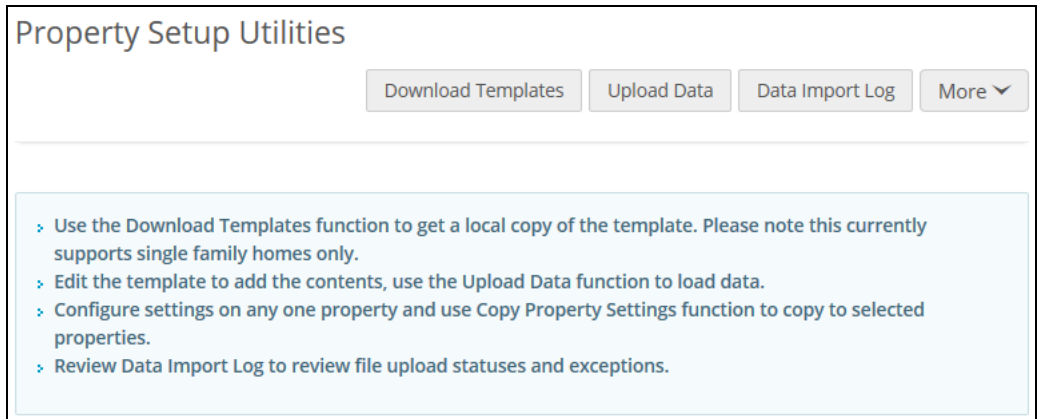 Property Setup Utilities
Download Templates Upload Data Data Import Log More
Use the Download Templates function to get a local copy of the template. Please note this currently
supports single family homes only.
Edit the template to add the contents, use the Upload Data function to load data.
Configure settings on any one property and use Copy Property Settings function to copy to selected
properties.
Review Data Import Log to review file upload statuses and exceptions.